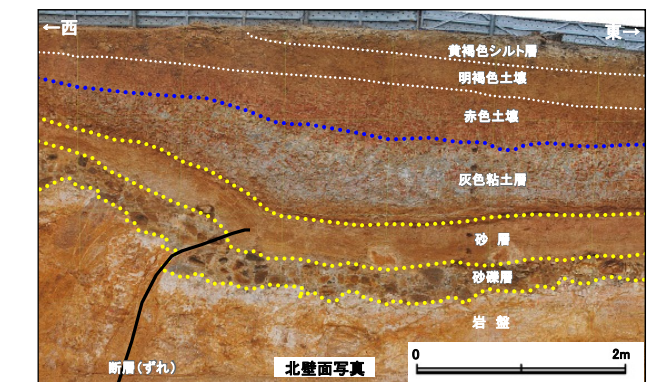 ←西
東→
黄褐色シルト層
明褐色土壌
赤色土壌
灰色粘土層
砂 層
砂礫層
岩 盤
断層(ずれ)
北壁面写真
0
2m